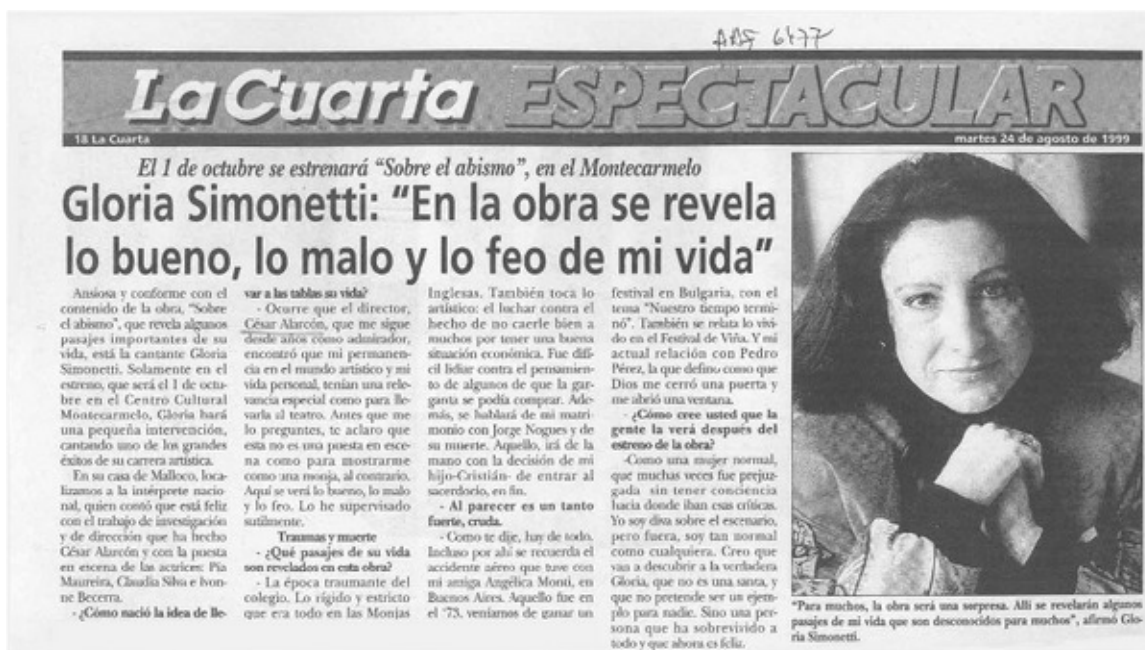 La Cuarta ESPECTACULAR
18 La Cuarta
martes 24 de agosto de 1999
El 1 de octubre se estrenará “Sobre el abismo”, en el Montecarmelo
Gloria Simonetti: “En la obra se revela
lo bueno, lo malo y lo feo de mi vida”
Ansiosa y conforme con el
contenido de la obra, “Sobre
el abismo”, que revela algunos
pasajes importantes de su
vida, está la cantante Gloria
Simonetti. Solamente en el
estreno, que será el 1 de octu-
bre en el Centro Cultural
Montecarmelo, Gloria hará
una pequeña intervención,
cantando uno de los grandes
éxitos de su carrera artística.
En su casa de Malloco, loca-
lizamos a la intérprete nacio-
nal, quien contó que está feliz
con el trabajo de investigación
y de dirección que ha hecho
César Alarcón y con la puesta
en escena de las actrices: Pía
Maureira, Claudia Silva e Ivon-
ne Becerra.
- ¿Cómo nació la idea de lle-
var a las tablas su vida?
- Ocurre que el director,
César Alarcón, que me sigue
desde años como admirador,
encontró que mi permanen-
cia en el mundo artístico y mi
vida personal, tenían una rele-
vancia especial como para lle-
varla al teatro. Antes que me
lo preguntes, te aclaro que
esta no es una puesta en esce-
na como para mostrarme
como una monja, al contrario.
Aquí se verá lo bueno, lo malo
y lo feo. Lo he supervisado
sutilmente.
Traumas y muerte
- ¿Qué pasajes de su vida
son revelados en esta obra?
- La época traumante del
colegio. Lo rígido y estricto
que era todo en las Monjas
Inglesas. También toca lo
artístico: el luchar contra el
hecho de no caerle bien a
muchos por tener una buena
situación económica. Fue difí-
cil lidiar contra el pensamien-
to de algunos de que la gar-
ganta se podía comprar. Ade-
más, se hablará de mi matri-
monio con Jorge Nogues y de
su muerte. Aquello, irá de la
mano con la decisión de mi
hijo-Cristián- de entrar al
sacerdocio, en fin.
- Al parecer es un tanto
fuerte, cruda.
- Como te dije, hay de todo.
Incluso por ahí se recuerda el
accidente aéreo que tuve con
mi amiga Angélica Montí, en
Buenos Aires. Aquello fue en
el ‘73, veníamos de ganar un
festival en Bulgaria, con el
tema “Nuestro tiempo termi-
nó”. También se relata lo vivi-
do en el Festival de Viña. Y mi
actual relación con Pedro
Pérez, la que defino como que
Dios me cerró una puerta y
me abrió una ventana.
- ¿Cómo cree usted que la
gente la verá después del
estreno de la obra?
-Como una mujer normal,
que muchas veces fue prejuz-
gada sin tener conciencia
hacia donde iban esas críticas.
Yo soy diva sobre el escenario,
pero fuera, soy tan normal
como cualquiera. Creo que
van a descubrir a la verdadera
Gloria, que no es una santa, y
que no pretende ser un ejem-
plo para nadie. Sino una per-
sona que ha sobrevivido a
todo y que ahora es feliz.
“Para muchos, la obra será una sorpresa. Allí se revelarán algunos
pasajes de mi vida que son desconocidos para muchos”, afirmó Glo-
ria Simonetti.